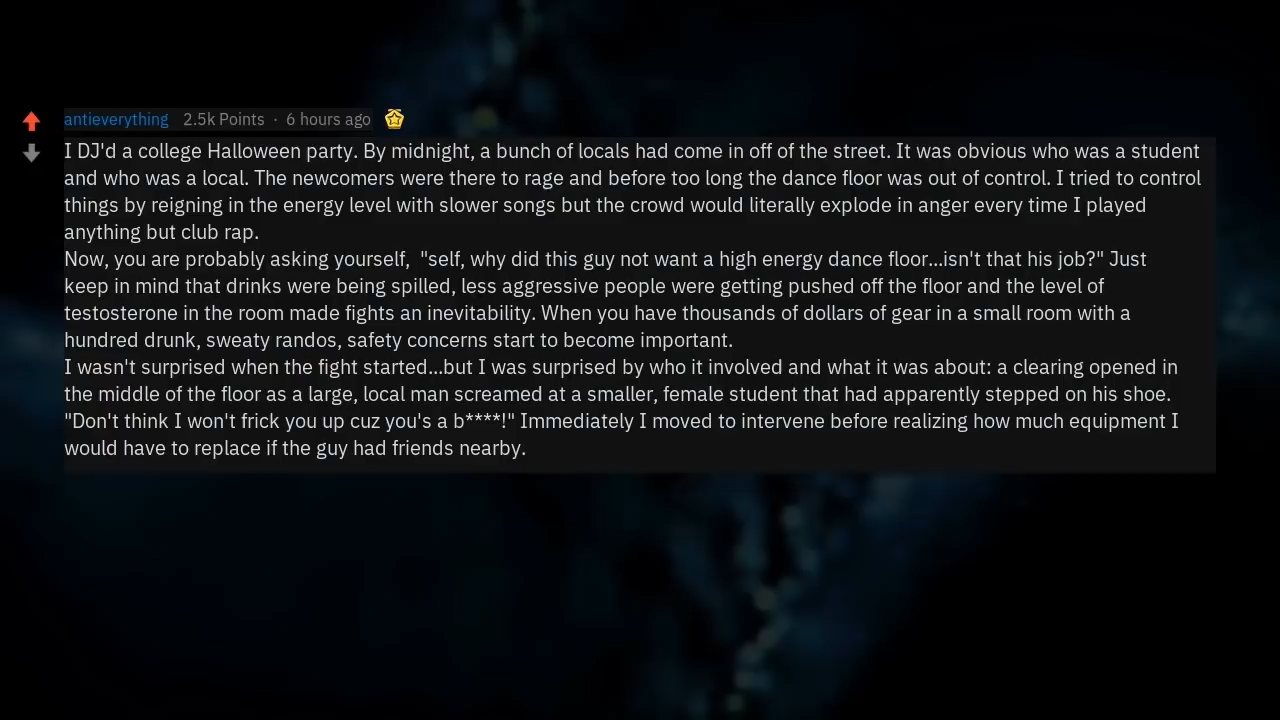 antieverything 2.5k Points · 6 hours ago
I DJ'd a college Halloween party. By midnight, a bunch of locals had come in off of the street. It was obvious who was a student
and who was a local. The newcomers were there to rage and before too long the dance floor was out of control. I tried to control
things by reigning in the energy level with slower songs but the crowd would literally explode in anger every time I played
anything but club rap.
Now, you are probably asking yourself, "self, why did this guy not want a high energy dance floor...isn't that his job?" Just
keep in mind that drinks were being spilled, less aggressive people were getting pushed off the floor and the level of
testosterone in the room made fights an inevitability. When you have thousands of dollars of gear in a small room with a
hundred drunk, sweaty randos, safety concerns start to become important.
I wasn't surprised when the fight started...but I was surprised by who it involved and what it was about: a clearing opened in
the middle of the floor as a large, local man screamed at a smaller, female student that had apparently stepped on his shoe.
"Don't think I won't frick you up cuz you's a b****!" Immediately I moved to intervene before realizing how much equipment I
would have to replace if the guy had friends nearby.